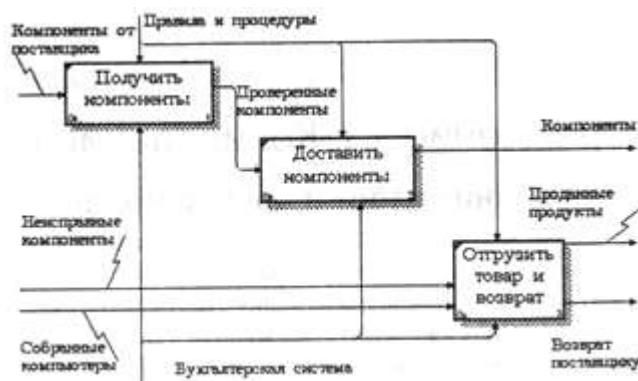 Компоненты от
поставщика
Правила и процедуры
Получить
компоненты
Проверенные
компоненты
Доставить
компоненты
Компоненты
Проданные
продукты
Неисправные
компоненты
Отгрузить
товар и
возврат
Собранные
компьютеры
Бухгалтерская система
Возврат
поставщику